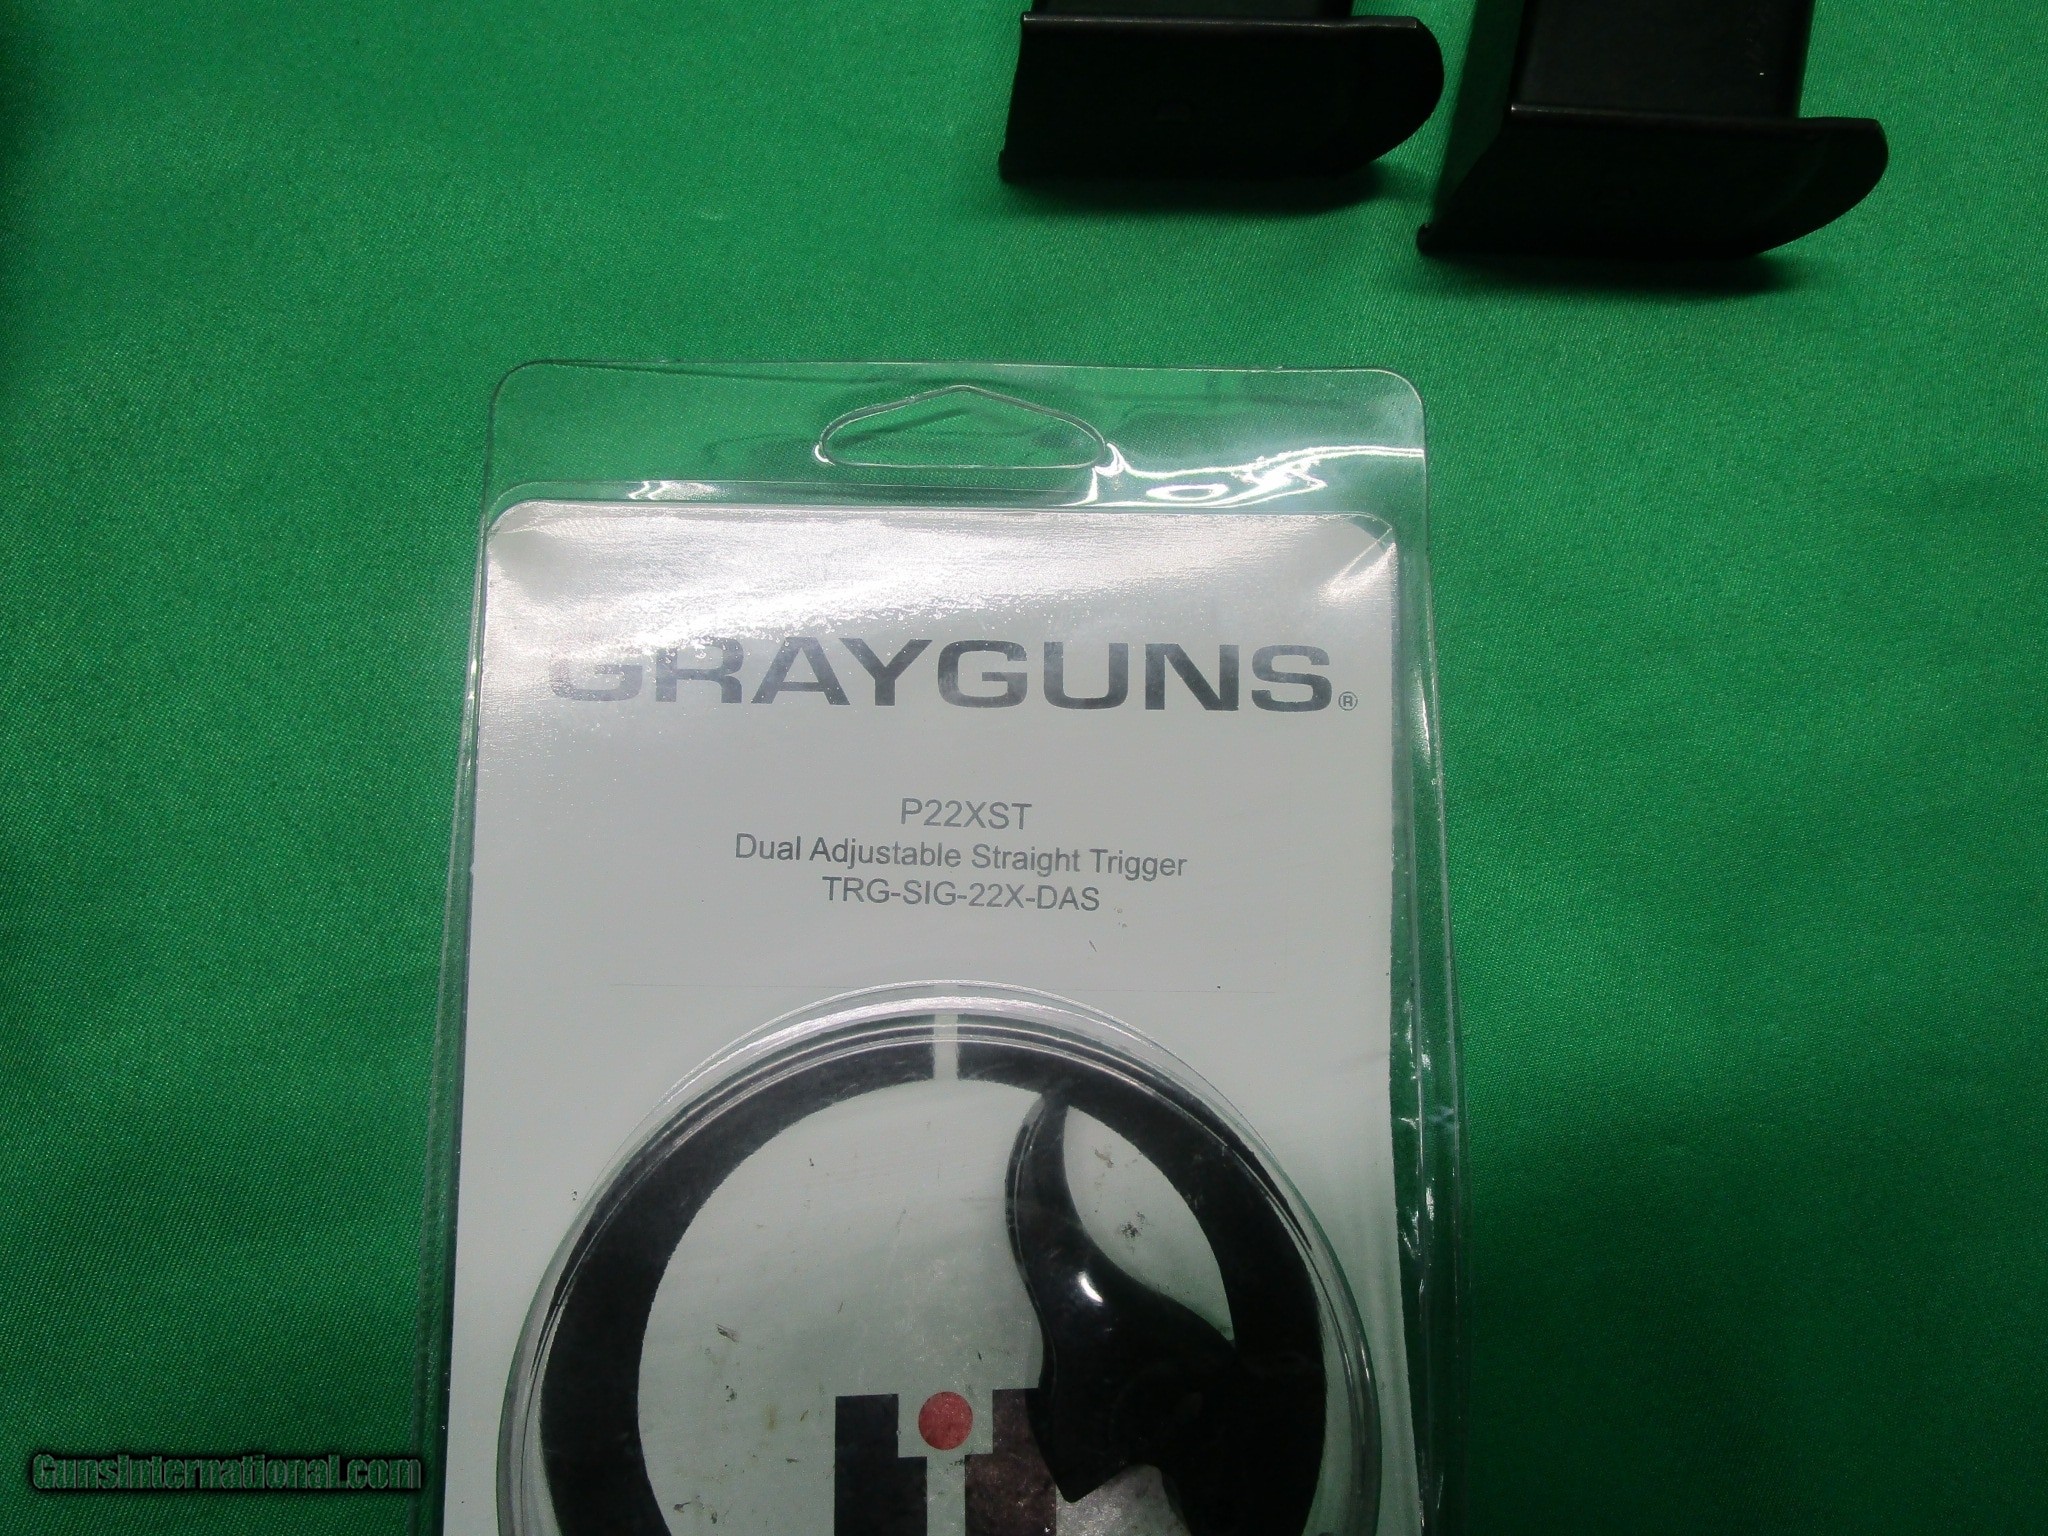 GRAYGUNS®
P22XST
Dual Adjustable Straight Trigger
TRG-SIG-22X-DAS
GunsInternational.com